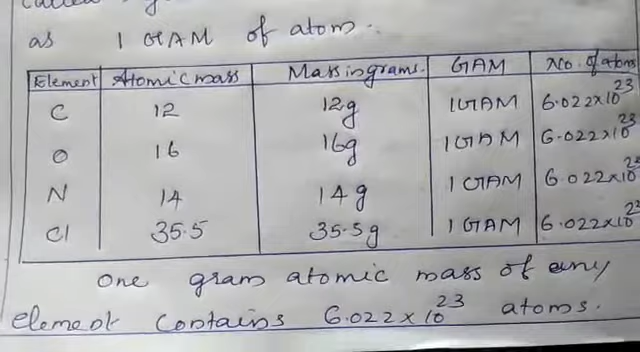 as 1 GAM of atom.
Element Atomic mass Mass in grams. GAM No. of atoms
C 12 12g 1GAM 6.022x10^23
O 16 16g 1GAM 6.022x10^23
N 14 14g 1GAM 6.022x10^2
Cl 35.5 35.5g 1GAM 6.022x10^2
One gram atomic mass of any
element contains 6.022x10^23 atoms.